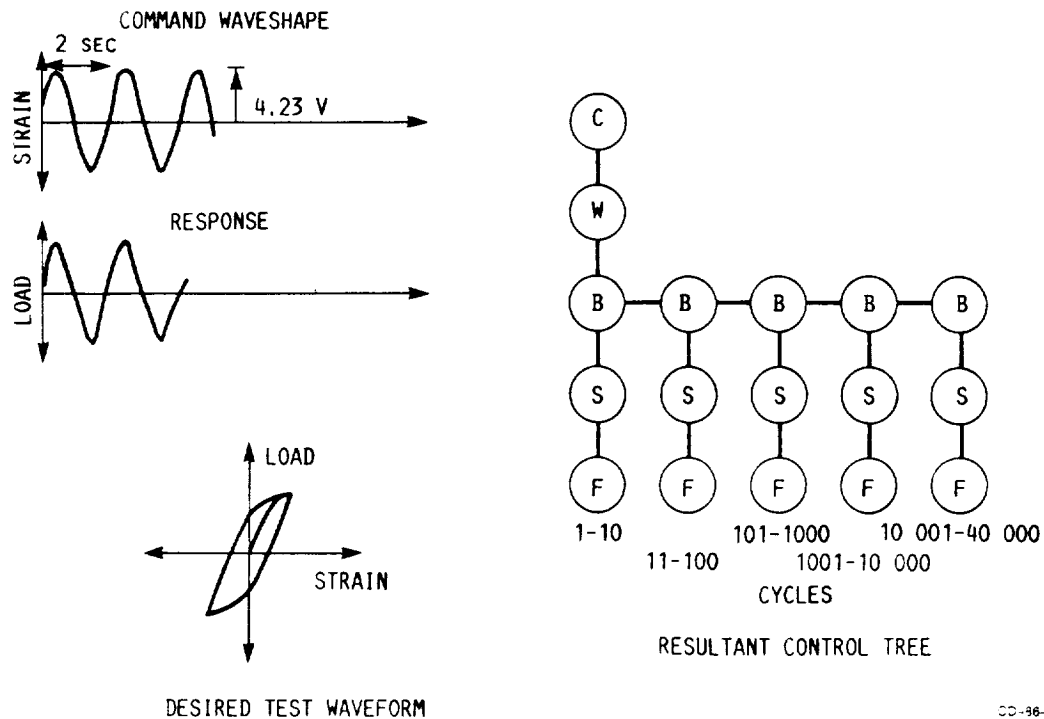 COMMAND WAVESHAPE
2 SEC
4.23 V
STRAIN
RESPONSE
LOAD
LOAD
STRAIN
DESIRED TEST WAVEFORM
C
W
B B B B B
S S S S S
F F F F F
1-10 101-1000 10 001-40 000
11-100 1001-10 000
CYCLES
RESULTANT CONTROL TREE